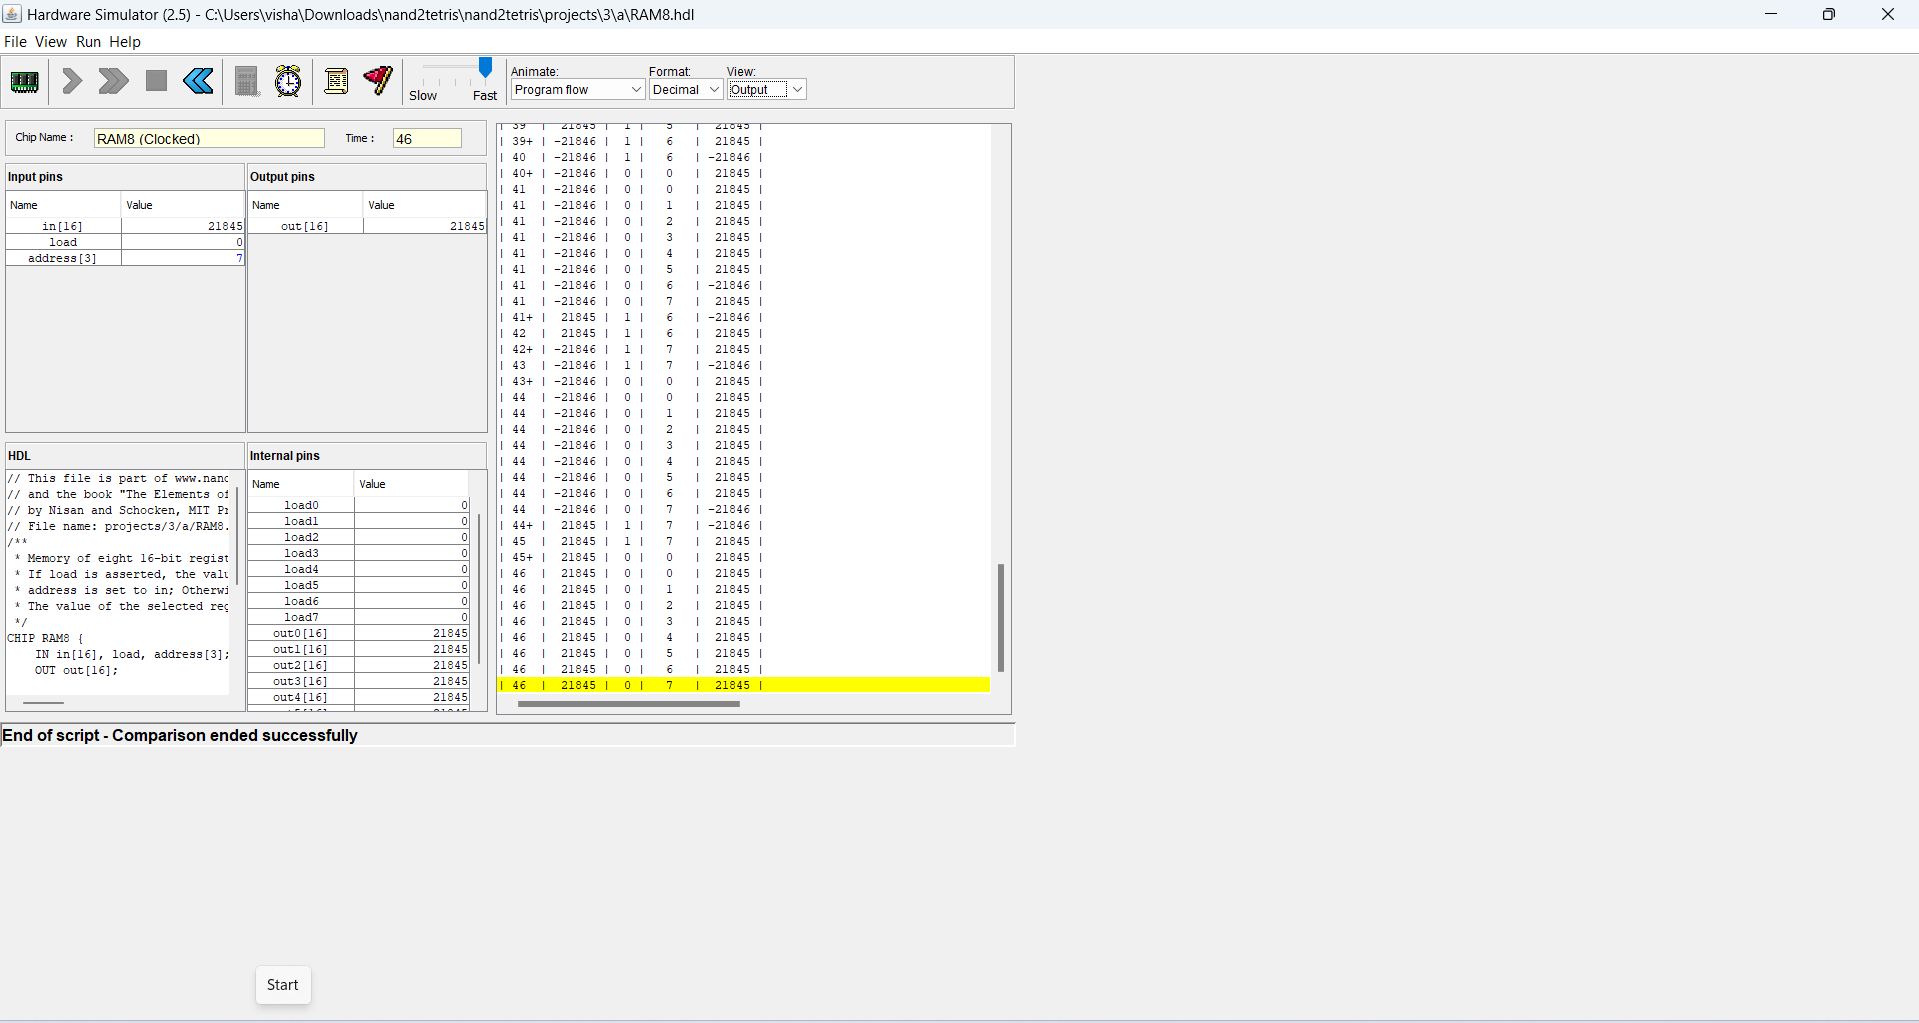 Hardware Simulator (2.5) - C:\Users\visha\Downloads\nand2tetris\nand2tetris\projects\3\a\RAM8.hdl
File View Run Help
Slow Fast
Animate: Format: View:
Program flow Decimal Output
Chip Name : RAM8 (Clocked) Time : 46
Input pins
Name Value
in[16] 21845
load 0
address[3] 7
Output pins
Name Value
out[16] 21845
HDL
// This file is part of www.nand
// and the book "The Elements of
// by Nisan and Schocken, MIT Pr
// File name: projects/3/a/RAM8.
/**
* Memory of eight 16-bit regist
* If load is asserted, the valu
* address is set to in; Otherwi
* The value of the selected reg
*/
CHIP RAM8 {
IN in[16], load, address[3];
OUT out[16];
Internal pins
Name Value
load0 0
load1 0
load2 0
load3 0
load4 0
load5 0
load6 0
load7 0
out0[16] 21845
out1[16] 21845
out2[16] 21845
out3[16] 21845
out4[16] 21845
| 39 | 21845 | 1 | 5 | 21845 |
| 39+ | -21846 | 1 | 6 | 21845 |
| 40 | -21846 | 1 | 6 | -21846 |
| 40+ | -21846 | 0 | 0 | 21845 |
| 41 | -21846 | 0 | 0 | 21845 |
| 41 | -21846 | 0 | 1 | 21845 |
| 41 | -21846 | 0 | 2 | 21845 |
| 41 | -21846 | 0 | 3 | 21845 |
| 41 | -21846 | 0 | 4 | 21845 |
| 41 | -21846 | 0 | 5 | 21845 |
| 41 | -21846 | 0 | 6 | -21846 |
| 41 | -21846 | 0 | 7 | 21845 |
| 41+ | 21845 | 1 | 6 | -21846 |
| 42 | 21845 | 1 | 6 | 21845 |
| 42+ | -21846 | 1 | 7 | 21845 |
| 43 | -21846 | 1 | 7 | -21846 |
| 43+ | -21846 | 0 | 0 | 21845 |
| 44 | -21846 | 0 | 0 | 21845 |
| 44 | -21846 | 0 | 1 | 21845 |
| 44 | -21846 | 0 | 2 | 21845 |
| 44 | -21846 | 0 | 3 | 21845 |
| 44 | -21846 | 0 | 4 | 21845 |
| 44 | -21846 | 0 | 5 | 21845 |
| 44 | -21846 | 0 | 6 | 21845 |
| 44 | -21846 | 0 | 7 | -21846 |
| 44+ | 21845 | 1 | 7 | -21846 |
| 45 | 21845 | 1 | 7 | 21845 |
| 45+ | 21845 | 0 | 0 | 21845 |
| 46 | 21845 | 0 | 0 | 21845 |
| 46 | 21845 | 0 | 1 | 21845 |
| 46 | 21845 | 0 | 2 | 21845 |
| 46 | 21845 | 0 | 3 | 21845 |
| 46 | 21845 | 0 | 4 | 21845 |
| 46 | 21845 | 0 | 5 | 21845 |
| 46 | 21845 | 0 | 6 | 21845 |
| 46 | 21845 | 0 | 7 | 21845 |
End of script - Comparison ended successfully
Start